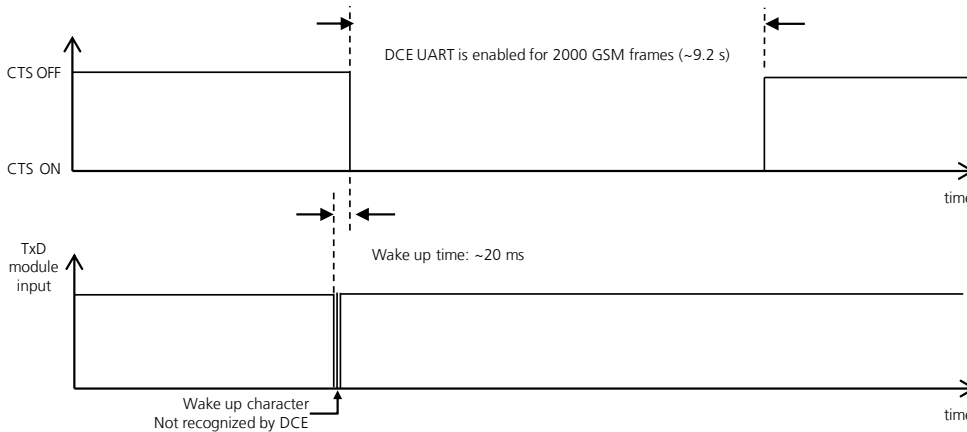 DCE UART is enabled for 2000 GSM frames (~9.2 s)
CTS OFF
CTS ON
time
TxD
module
input
Wake up time: ~20 ms
Wake up character
Not recognized by DCE
time